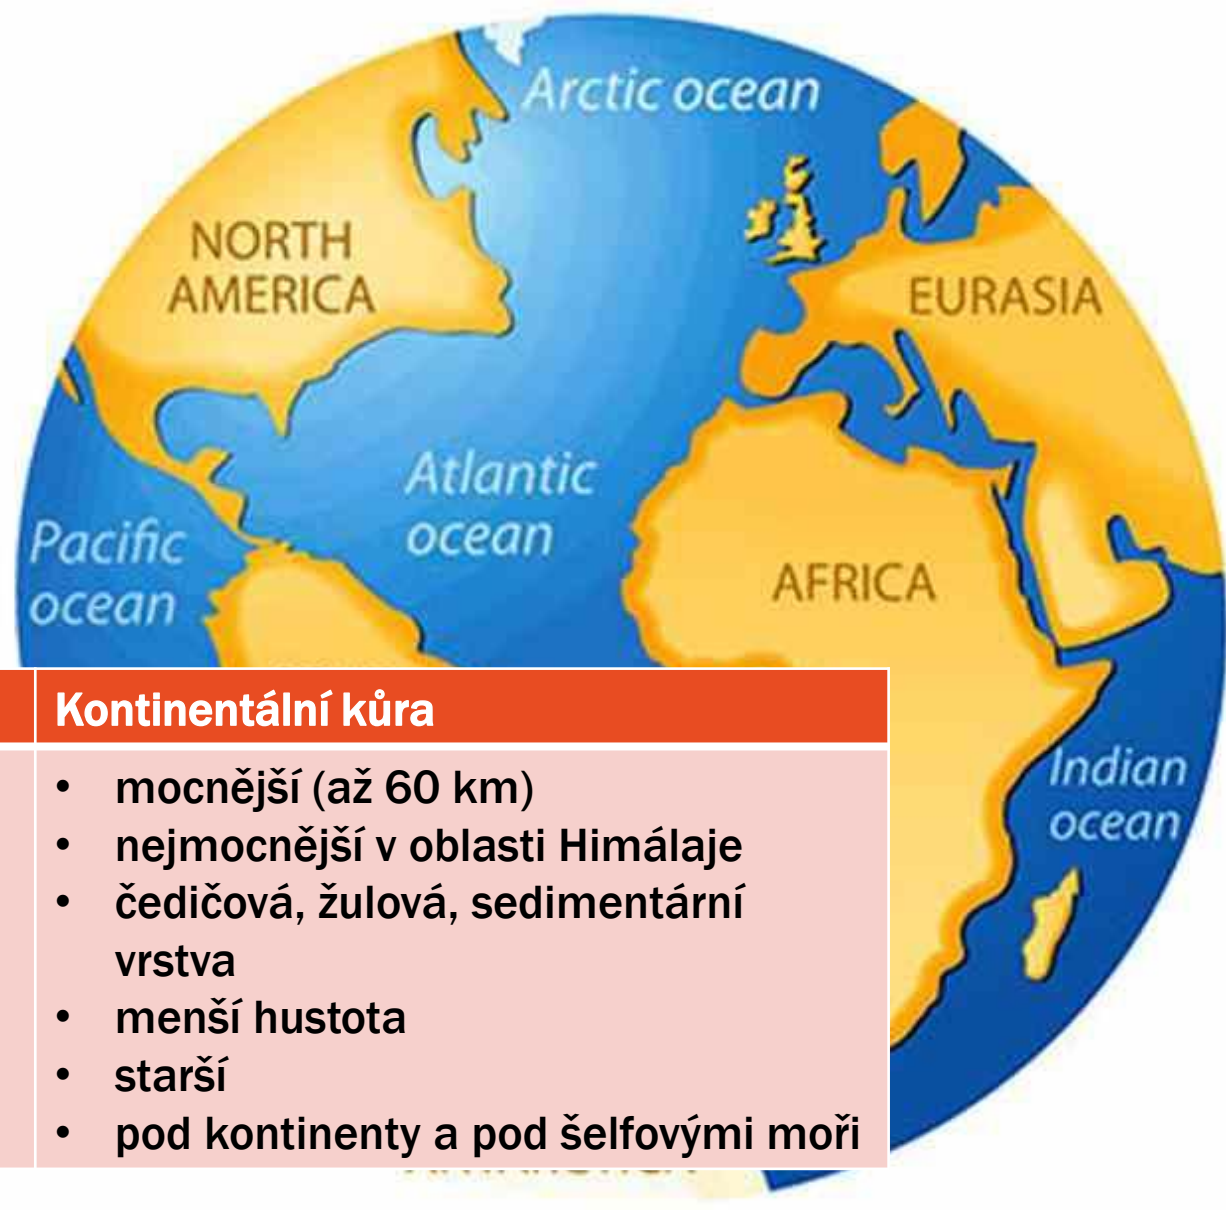 Arctic ocean
NORTH
AMERICA
EURASIA
Atlantic
ocean
Pacific
ocean
AFRICA
Kontinentální kůra
• mocnější (až 60 km)
• nejmocnější v oblasti Himálaje
• čedičová, žulová, sedimentární
vrstva
• menší hustota
• starší
• pod kontinenty a pod šelfovými moři
Indian
ocean